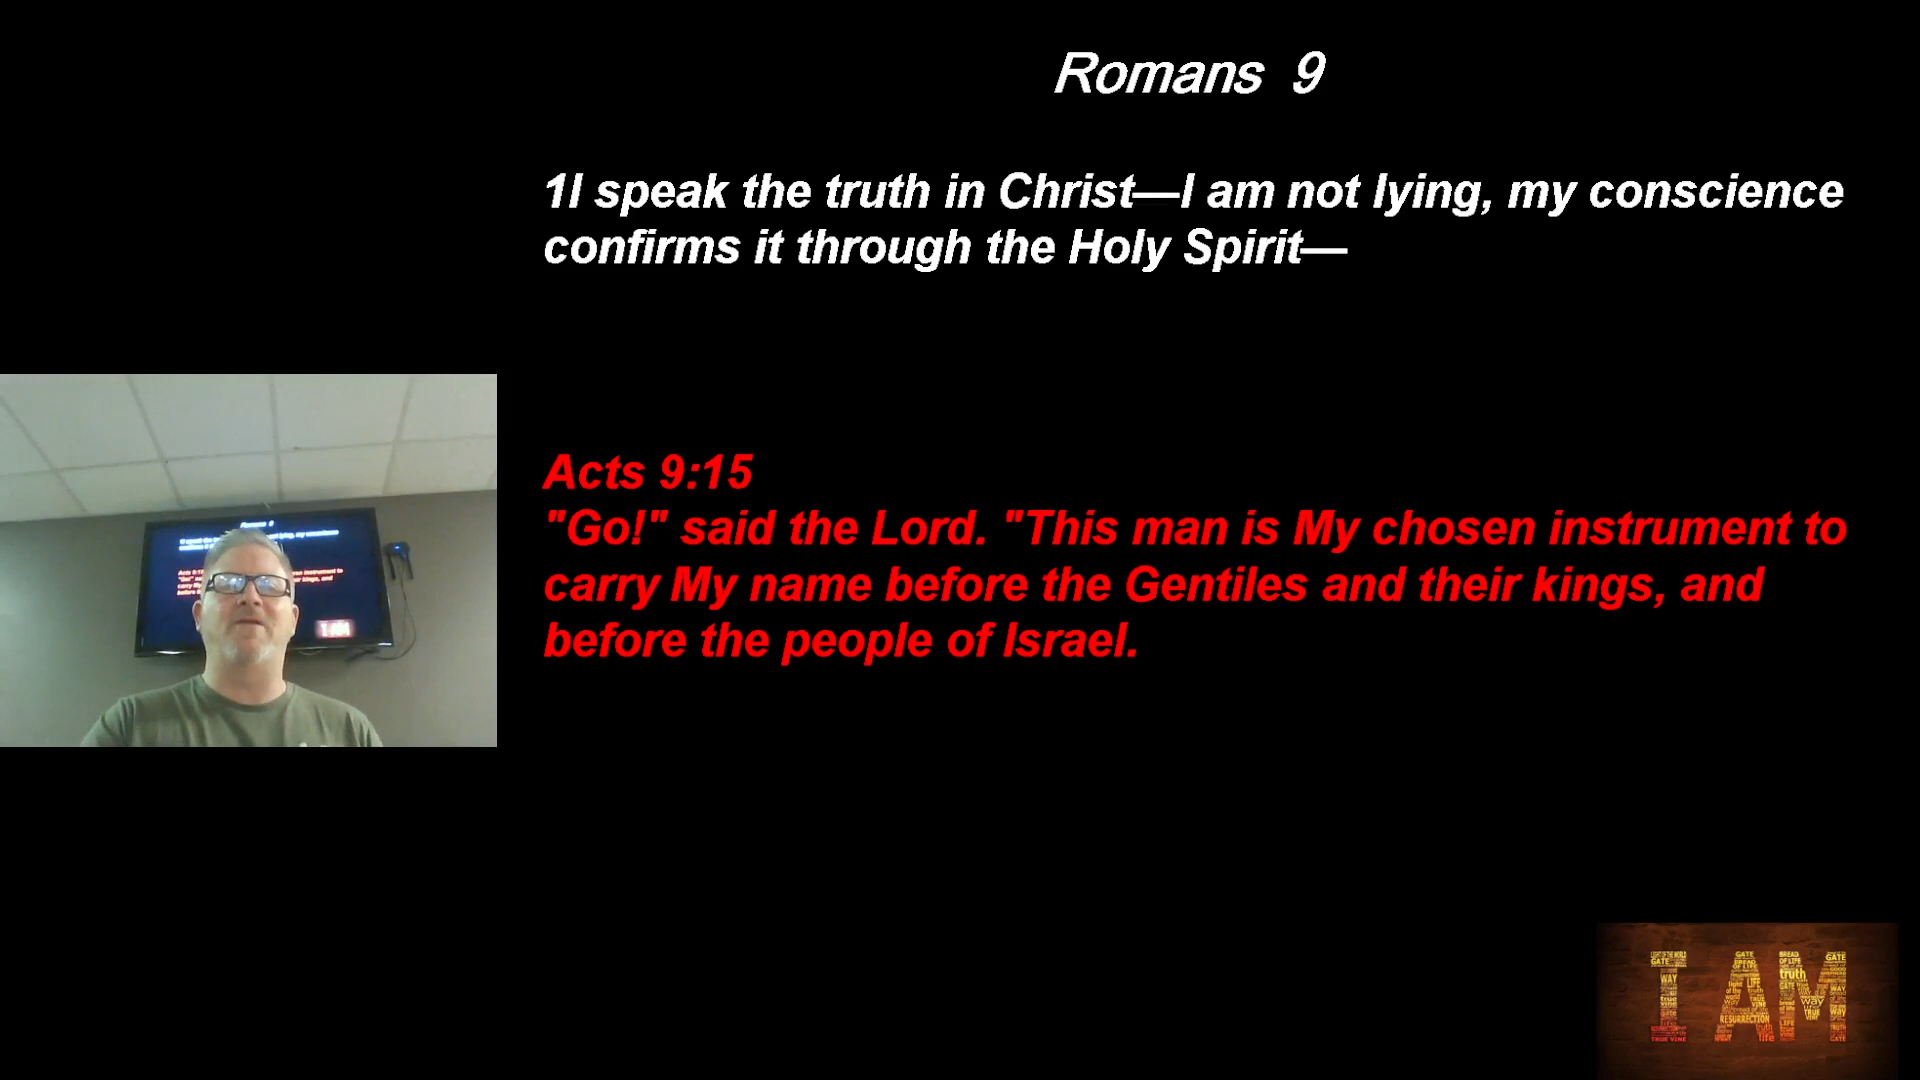 Romans 9
1I speak the truth in Christ—I am not lying, my conscience
confirms it through the Holy Spirit—
Acts 9:15
"Go!" said the Lord. "This man is My chosen instrument to
carry My name before the Gentiles and their kings, and
before the people of Israel.
I AM